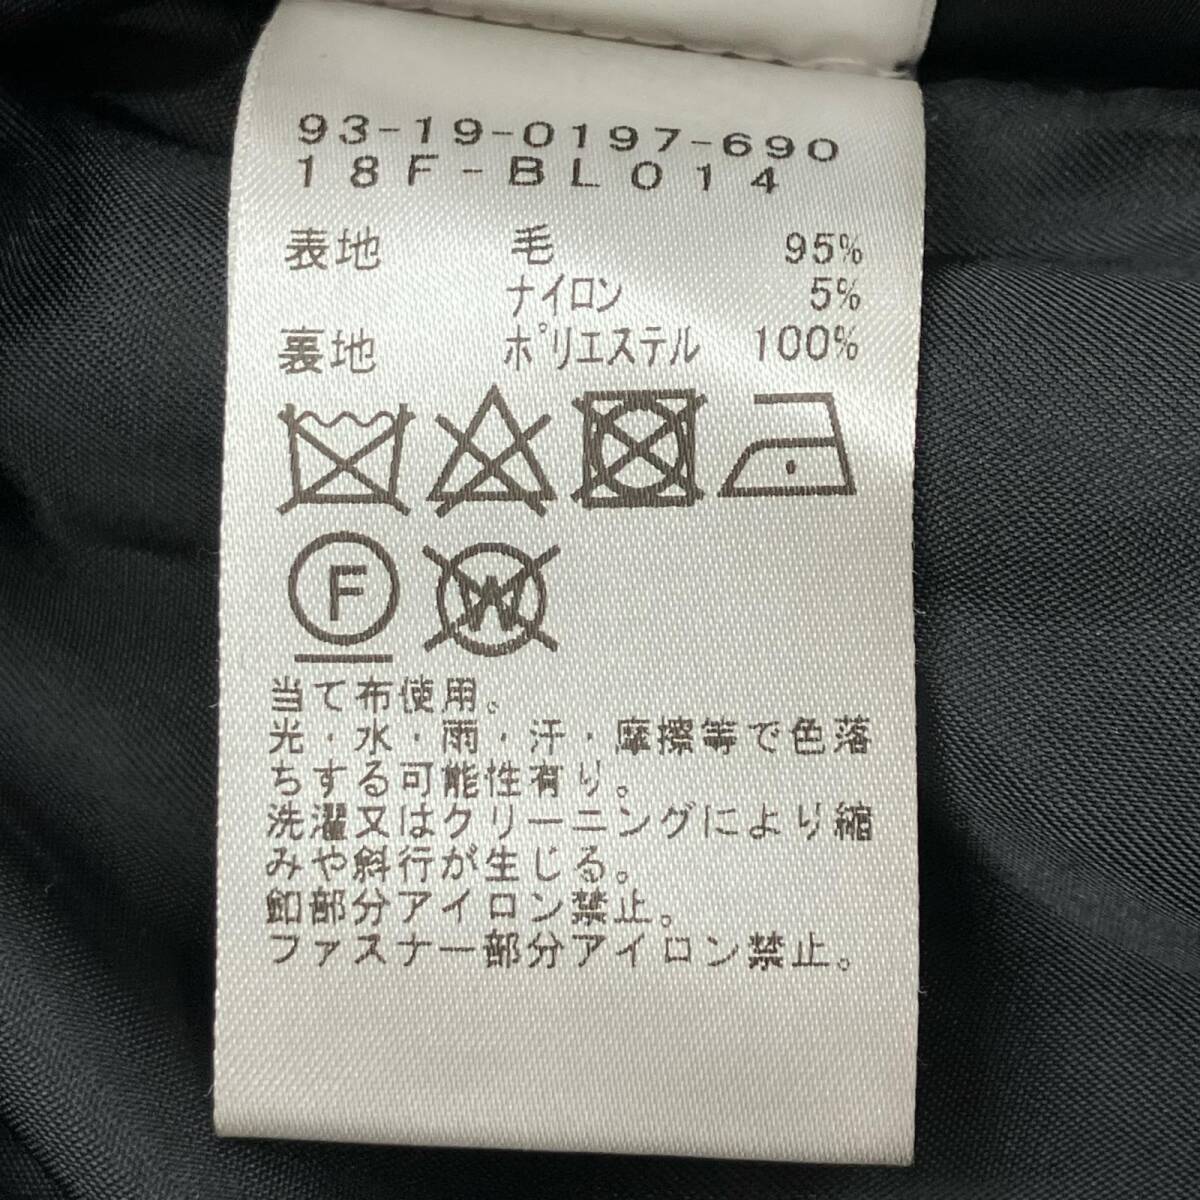 93-19-0197-690
18F-BL014
表地 毛 95%
ナイロン 5%
裏地 ポリエステル 100%
F W
当て布使用。
光・水・雨・汗・摩擦等で色落
ちする可能性有り。
洗濯又はクリーニングにより縮
みや斜行が生じる。
釦部分アイロン禁止。
ファスナー部分アイロン禁止。